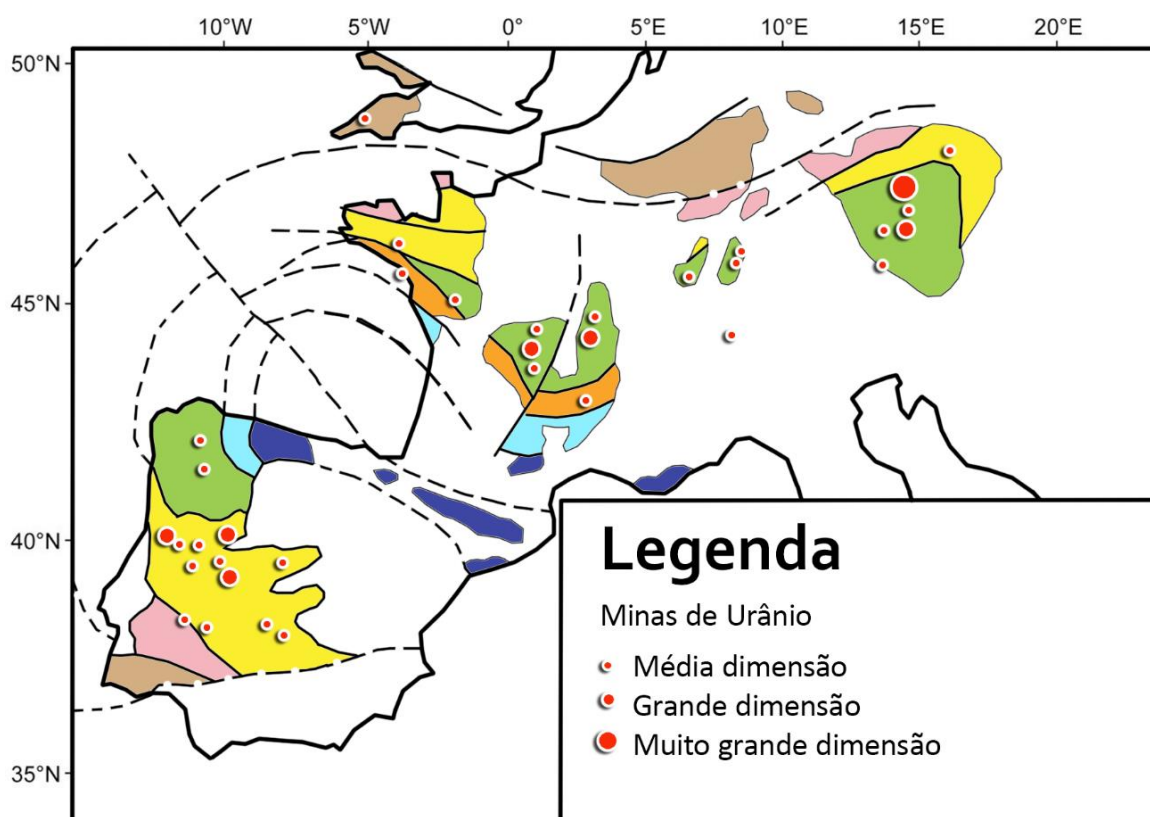 10°W 5°W 0° 5°E 10°E 15°E 20°E
50°N
45°N
40°N
35°N
Legenda
Minas de Urânio
Média dimensão
Grande dimensão
Muito grande dimensão